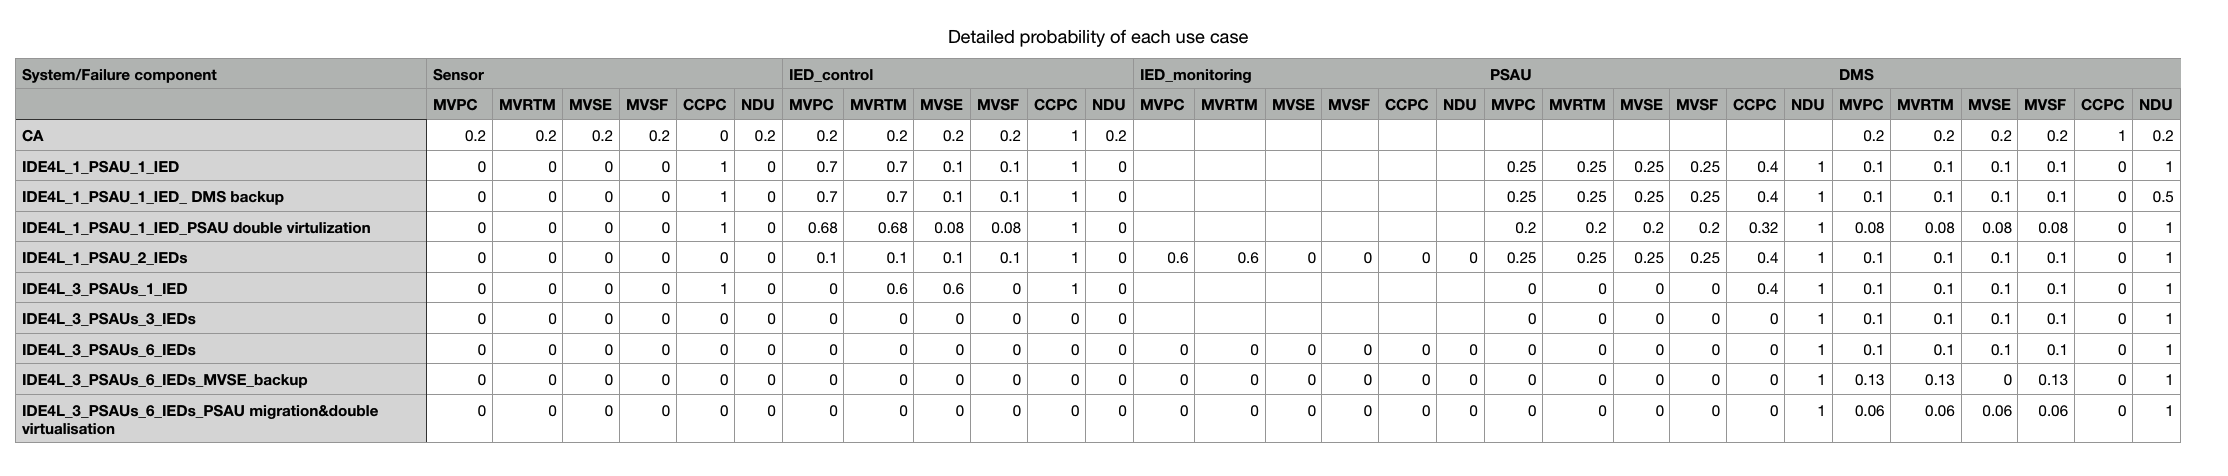 Detailed probability of each use case
System/Failure component Sensor IED_control IED_monitoring PSAU DMS
MVPC MVRTM MVSE MVSF CCPC NDU MVPC MVRTM MVSE MVSF CCPC NDU MVPC MVRTM MVSE MVSF CCPC NDU MVPC MVRTM MVSE MVSF CCPC NDU MVPC MVRTM MVSE MVSF CCPC NDU
CA 0.2 0.2 0.2 0.2 0 0.2 0.2 0.2 0.2 0.2 1 0.2 0.2 0.2 0.2 0.2 1 0.2
IDE4L_1_PSAU_1_IED 0 0 0 0 1 0 0.7 0.7 0.1 0.1 1 0 0.25 0.25 0.25 0.25 0.4 1 0.1 0.1 0.1 0.1 0 1
IDE4L_1_PSAU_1_IED_ DMS backup 0 0 0 0 1 0 0.7 0.7 0.1 0.1 1 0 0.25 0.25 0.25 0.25 0.4 1 0.1 0.1 0.1 0.1 0 0.5
IDE4L_1_PSAU_1_IED_PSAU double virtulization 0 0 0 0 1 0 0.68 0.68 0.08 0.08 1 0 0.2 0.2 0.2 0.2 0.32 1 0.08 0.08 0.08 0.08 0 1
IDE4L_1_PSAU_2_IEDs 0 0 0 0 0 0 0.1 0.1 0.1 0.1 1 0 0.6 0.6 0 0 0 0 0.25 0.25 0.25 0.25 0.4 1 0.1 0.1 0.1 0.1 0 1
IDE4L_3_PSAUs_1_IED 0 0 0 0 1 0 0 0.6 0.6 0 1 0 0 0 0 0 0.4 1 0.1 0.1 0.1 0.1 0 1
IDE4L_3_PSAUs_3_IEDs 0 0 0 0 0 0 0 0 0 0 0 0 0 0 0 0 0 1 0.1 0.1 0.1 0.1 0 1
IDE4L_3_PSAUs_6_IEDs 0 0 0 0 0 0 0 0 0 0 0 0 0 0 0 0 0 0 0 0 0 0 0 1 0.1 0.1 0.1 0.1 0 1
IDE4L_3_PSAUs_6_IEDs_MVSE_backup 0 0 0 0 0 0 0 0 0 0 0 0 0 0 0 0 0 0 0 0 0 0 0 1 0.13 0.13 0 0.13 0 1
IDE4L_3_PSAUs_6_IEDs_PSAU migration&double 0 0 0 0 0 0 0 0 0 0 0 0 0 0 0 0 0 0 0 0 0 0 0 1 0.06 0.06 0.06 0.06 0 1
virtualisation